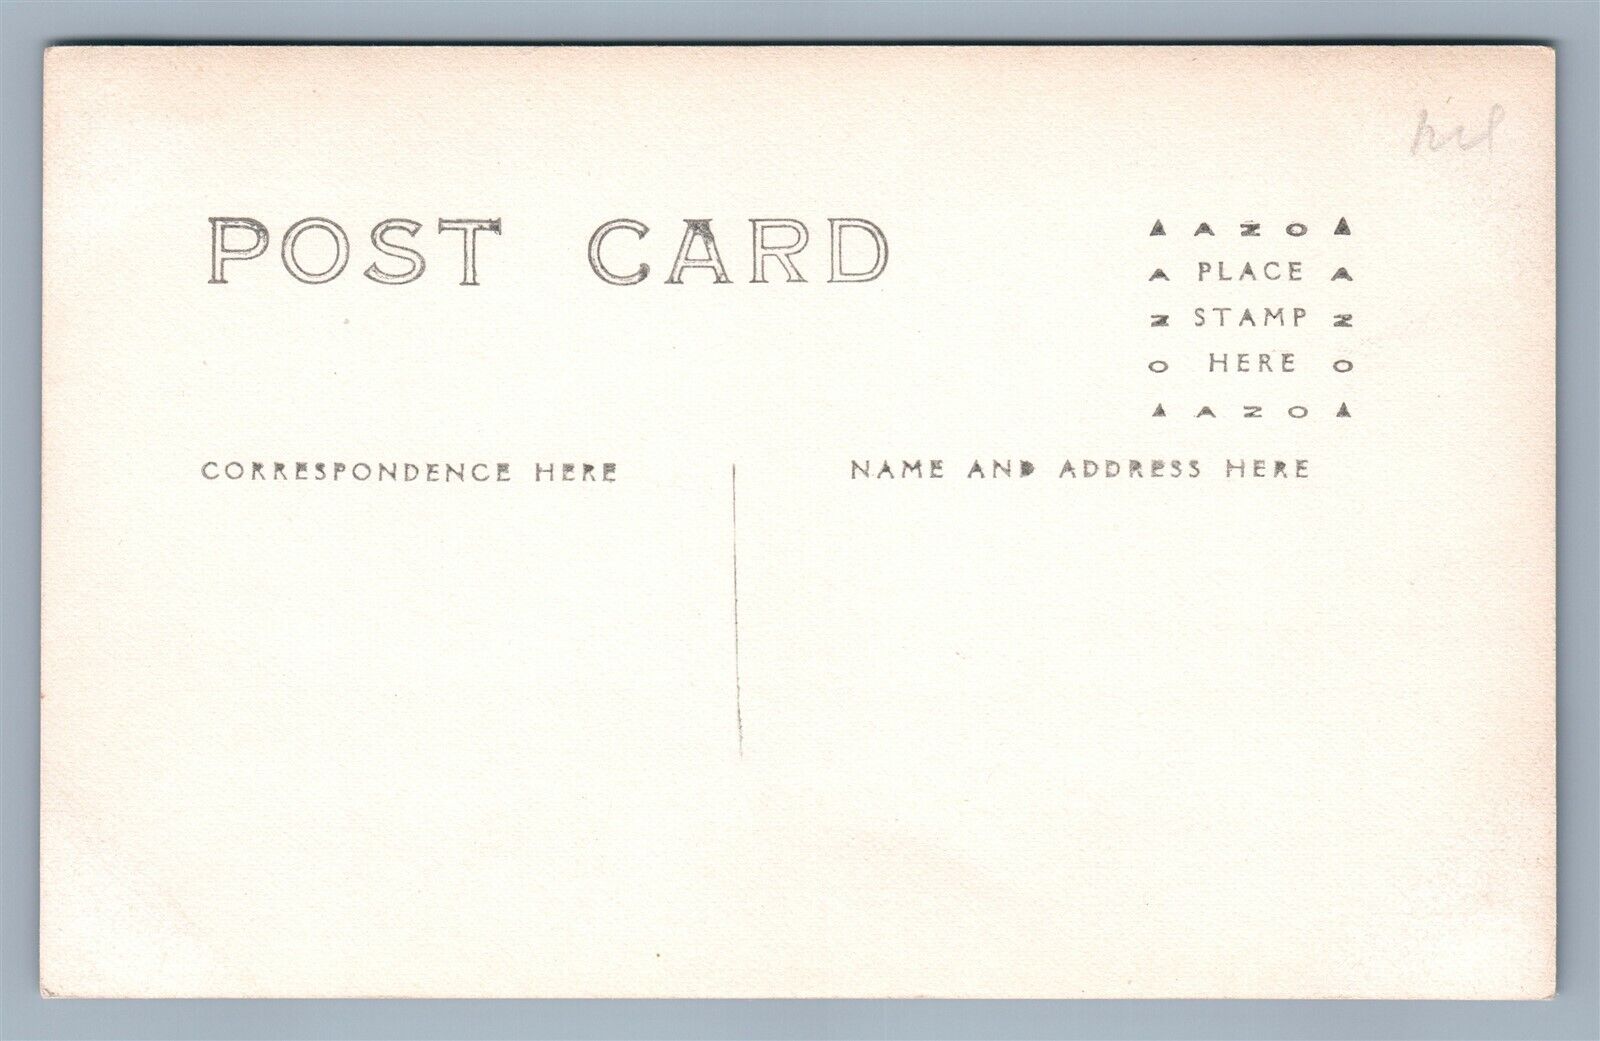 POST CARD
▲ AZO ▲
A PLACE A
Z STAMP Z
O HERE O
▲ AZO ▲
CORRESPONDENCE HERE
NAME AND ADDRESS HERE